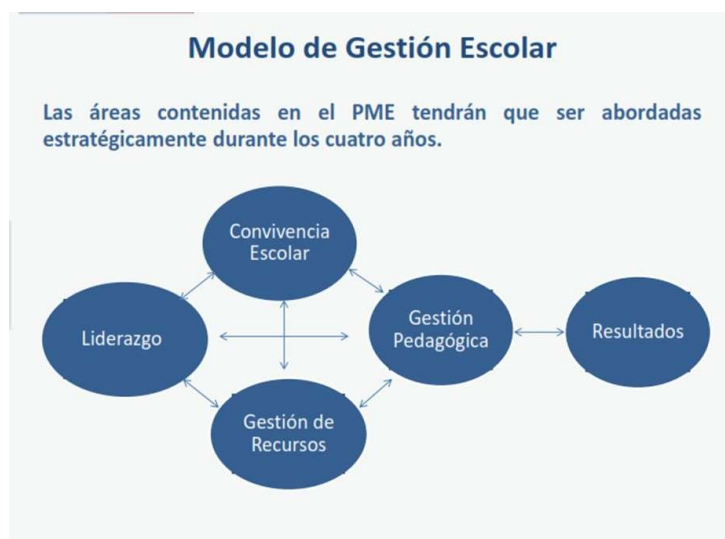 Modelo de Gestión Escolar
Las áreas contenidas en el PME tendrán que ser abordadas
estratégicamente durante los cuatro años.
Convivencia
Escolar
Liderazgo
Gestión
Pedagógica
Resultados
Gestión de
Recursos